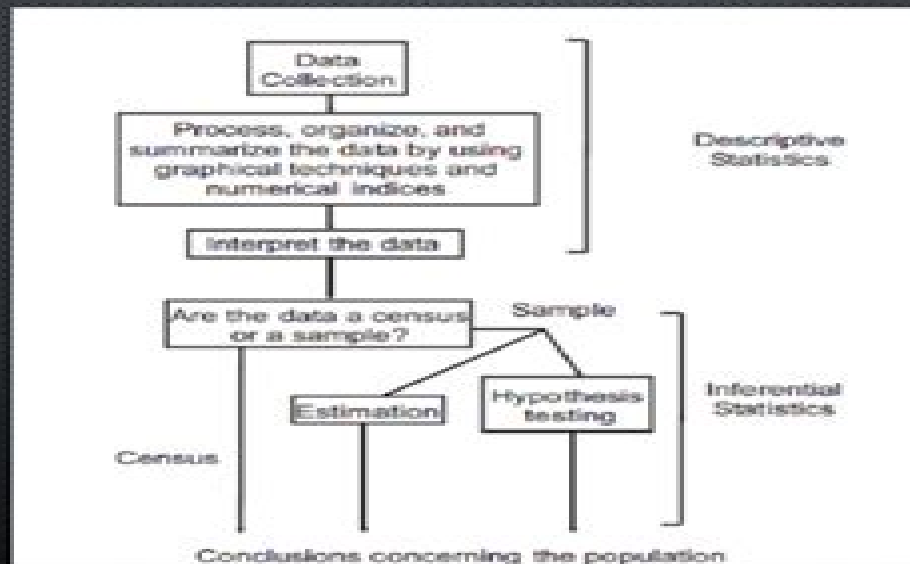 Data
Collection
Process, organize, and
summarize the data by using
graphical techniques and
numerical indices
Descriptive
Statistics
Interpret the data
Are the data a census
or a sample?
Sample
Estimation
Hypothesis
testing
Inferential
Statistics
Census
Conclusions concerning the population